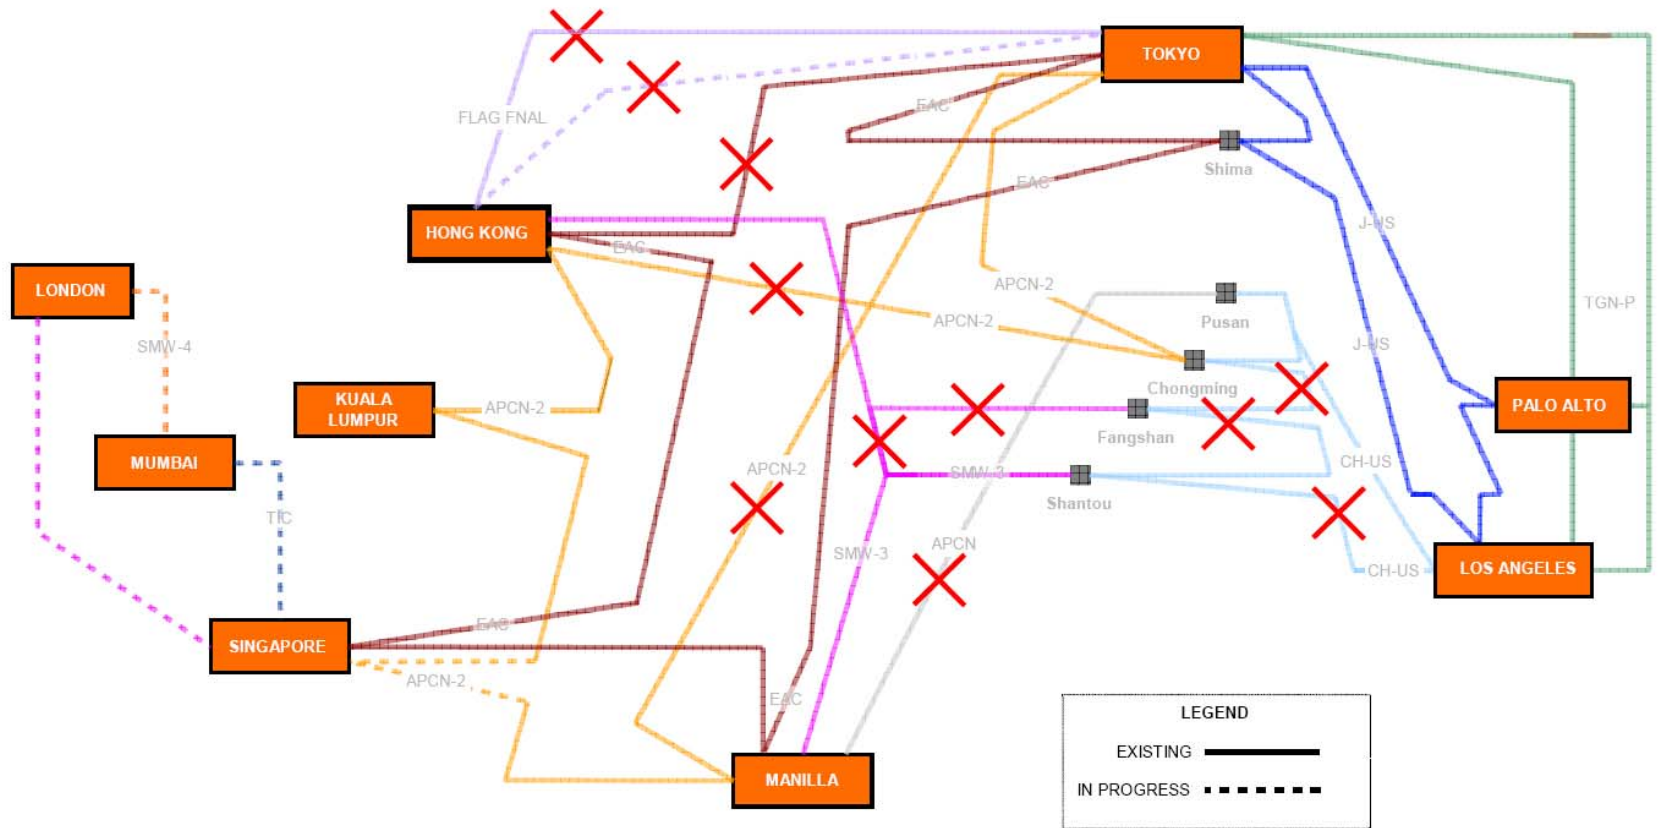 TOKYO
FLAG FNAL
EAC
Shima
EAC
HONG KONG
EAC
J-US
LONDON
APCN-2
Pusan
TGN-P
APCN-2
SMW-4
J-US
Chongming
KUALA
LUMPUR
APCN-2
PALO ALTO
Fangshan
MUMBAI
APCN-2
SMW-3
CH-US
Shantou
TIC
APCN
SMW-3
CH-US
LOS ANGELES
EAC
SINGAPORE
APCN-2
EAC
MANILLA
LEGEND
EXISTING
IN PROGRESS